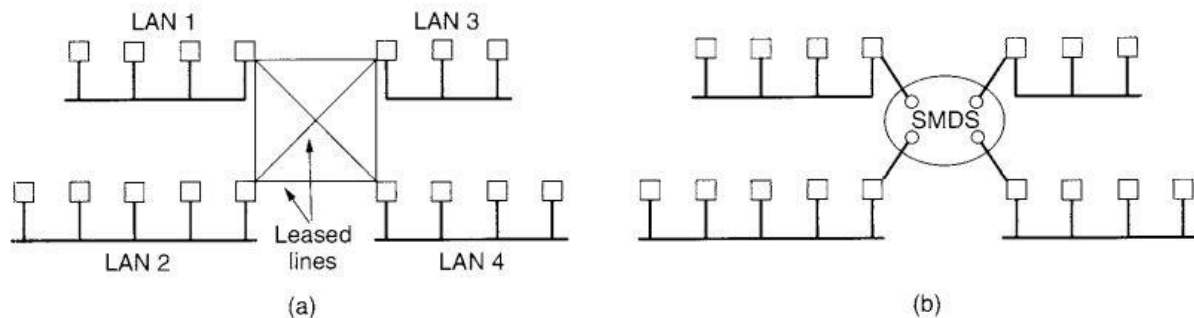 LAN 1
LAN 3
SMDS
Leased
lines
LAN 2
LAN 4
(a)
(b)